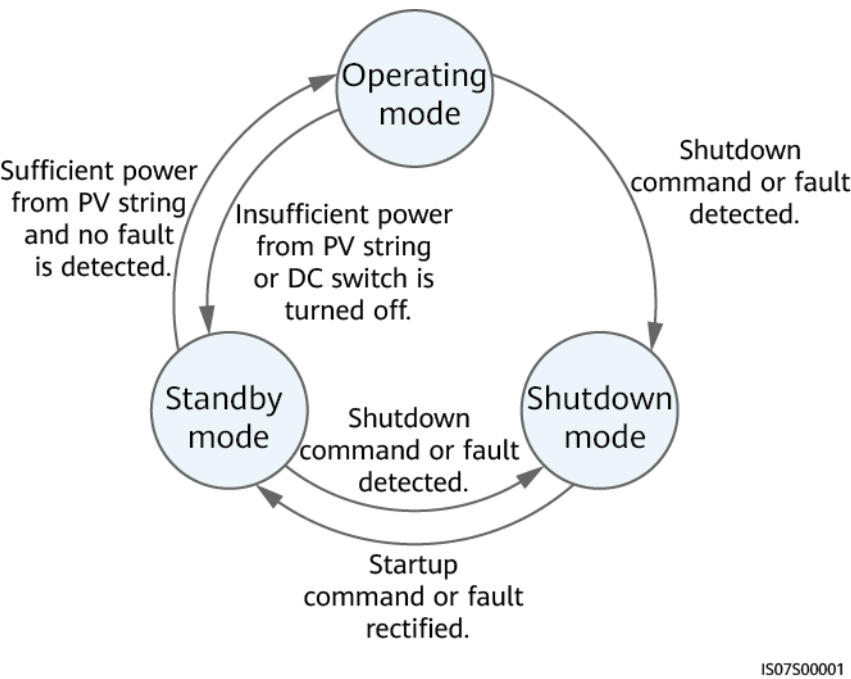 Operating
mode
Shutdown
command or fault
detected.
Sufficient power
from PV string
and no fault
is detected.
Insufficient power
from PV string
or DC switch is
turned off.
Standby
mode
Shutdown
command or fault
detected.
Shutdown
mode
Startup
command or fault
rectified.
IS07S00001